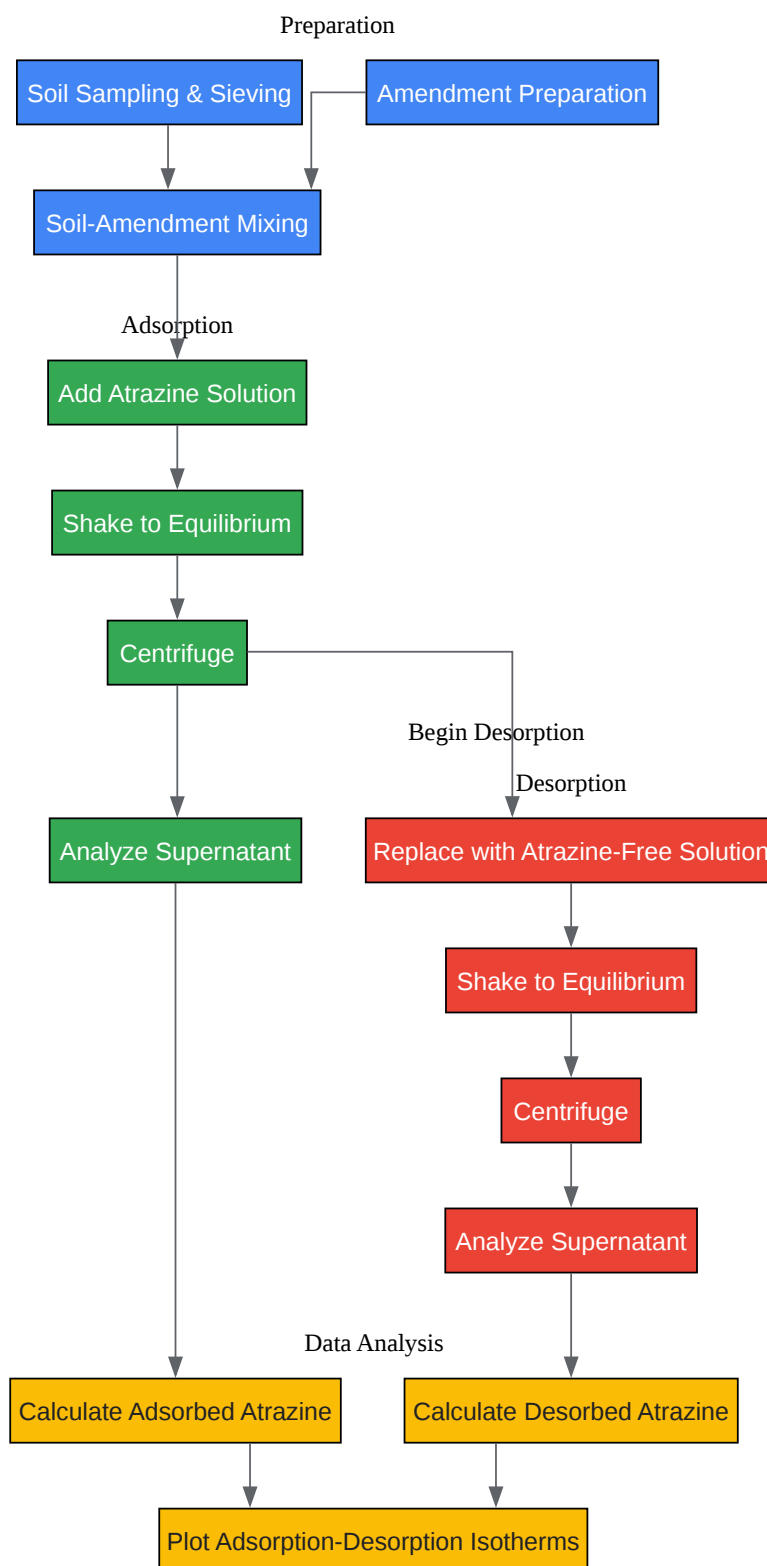 Preparation
Soil Sampling & Sieving
Amendment Preparation
Soil-Amendment Mixing
Adsorption
Add Atrazine Solution
Shake to Equilibrium
Centrifuge
Begin Desorption
Desorption
Analyze Supernatant
Replace with Atrazine-Free Solution
Shake to Equilibrium
Centrifuge
Analyze Supernatant
Data Analysis
Calculate Adsorbed Atrazine
Calculate Desorbed Atrazine
Plot Adsorption-Desorption Isotherms